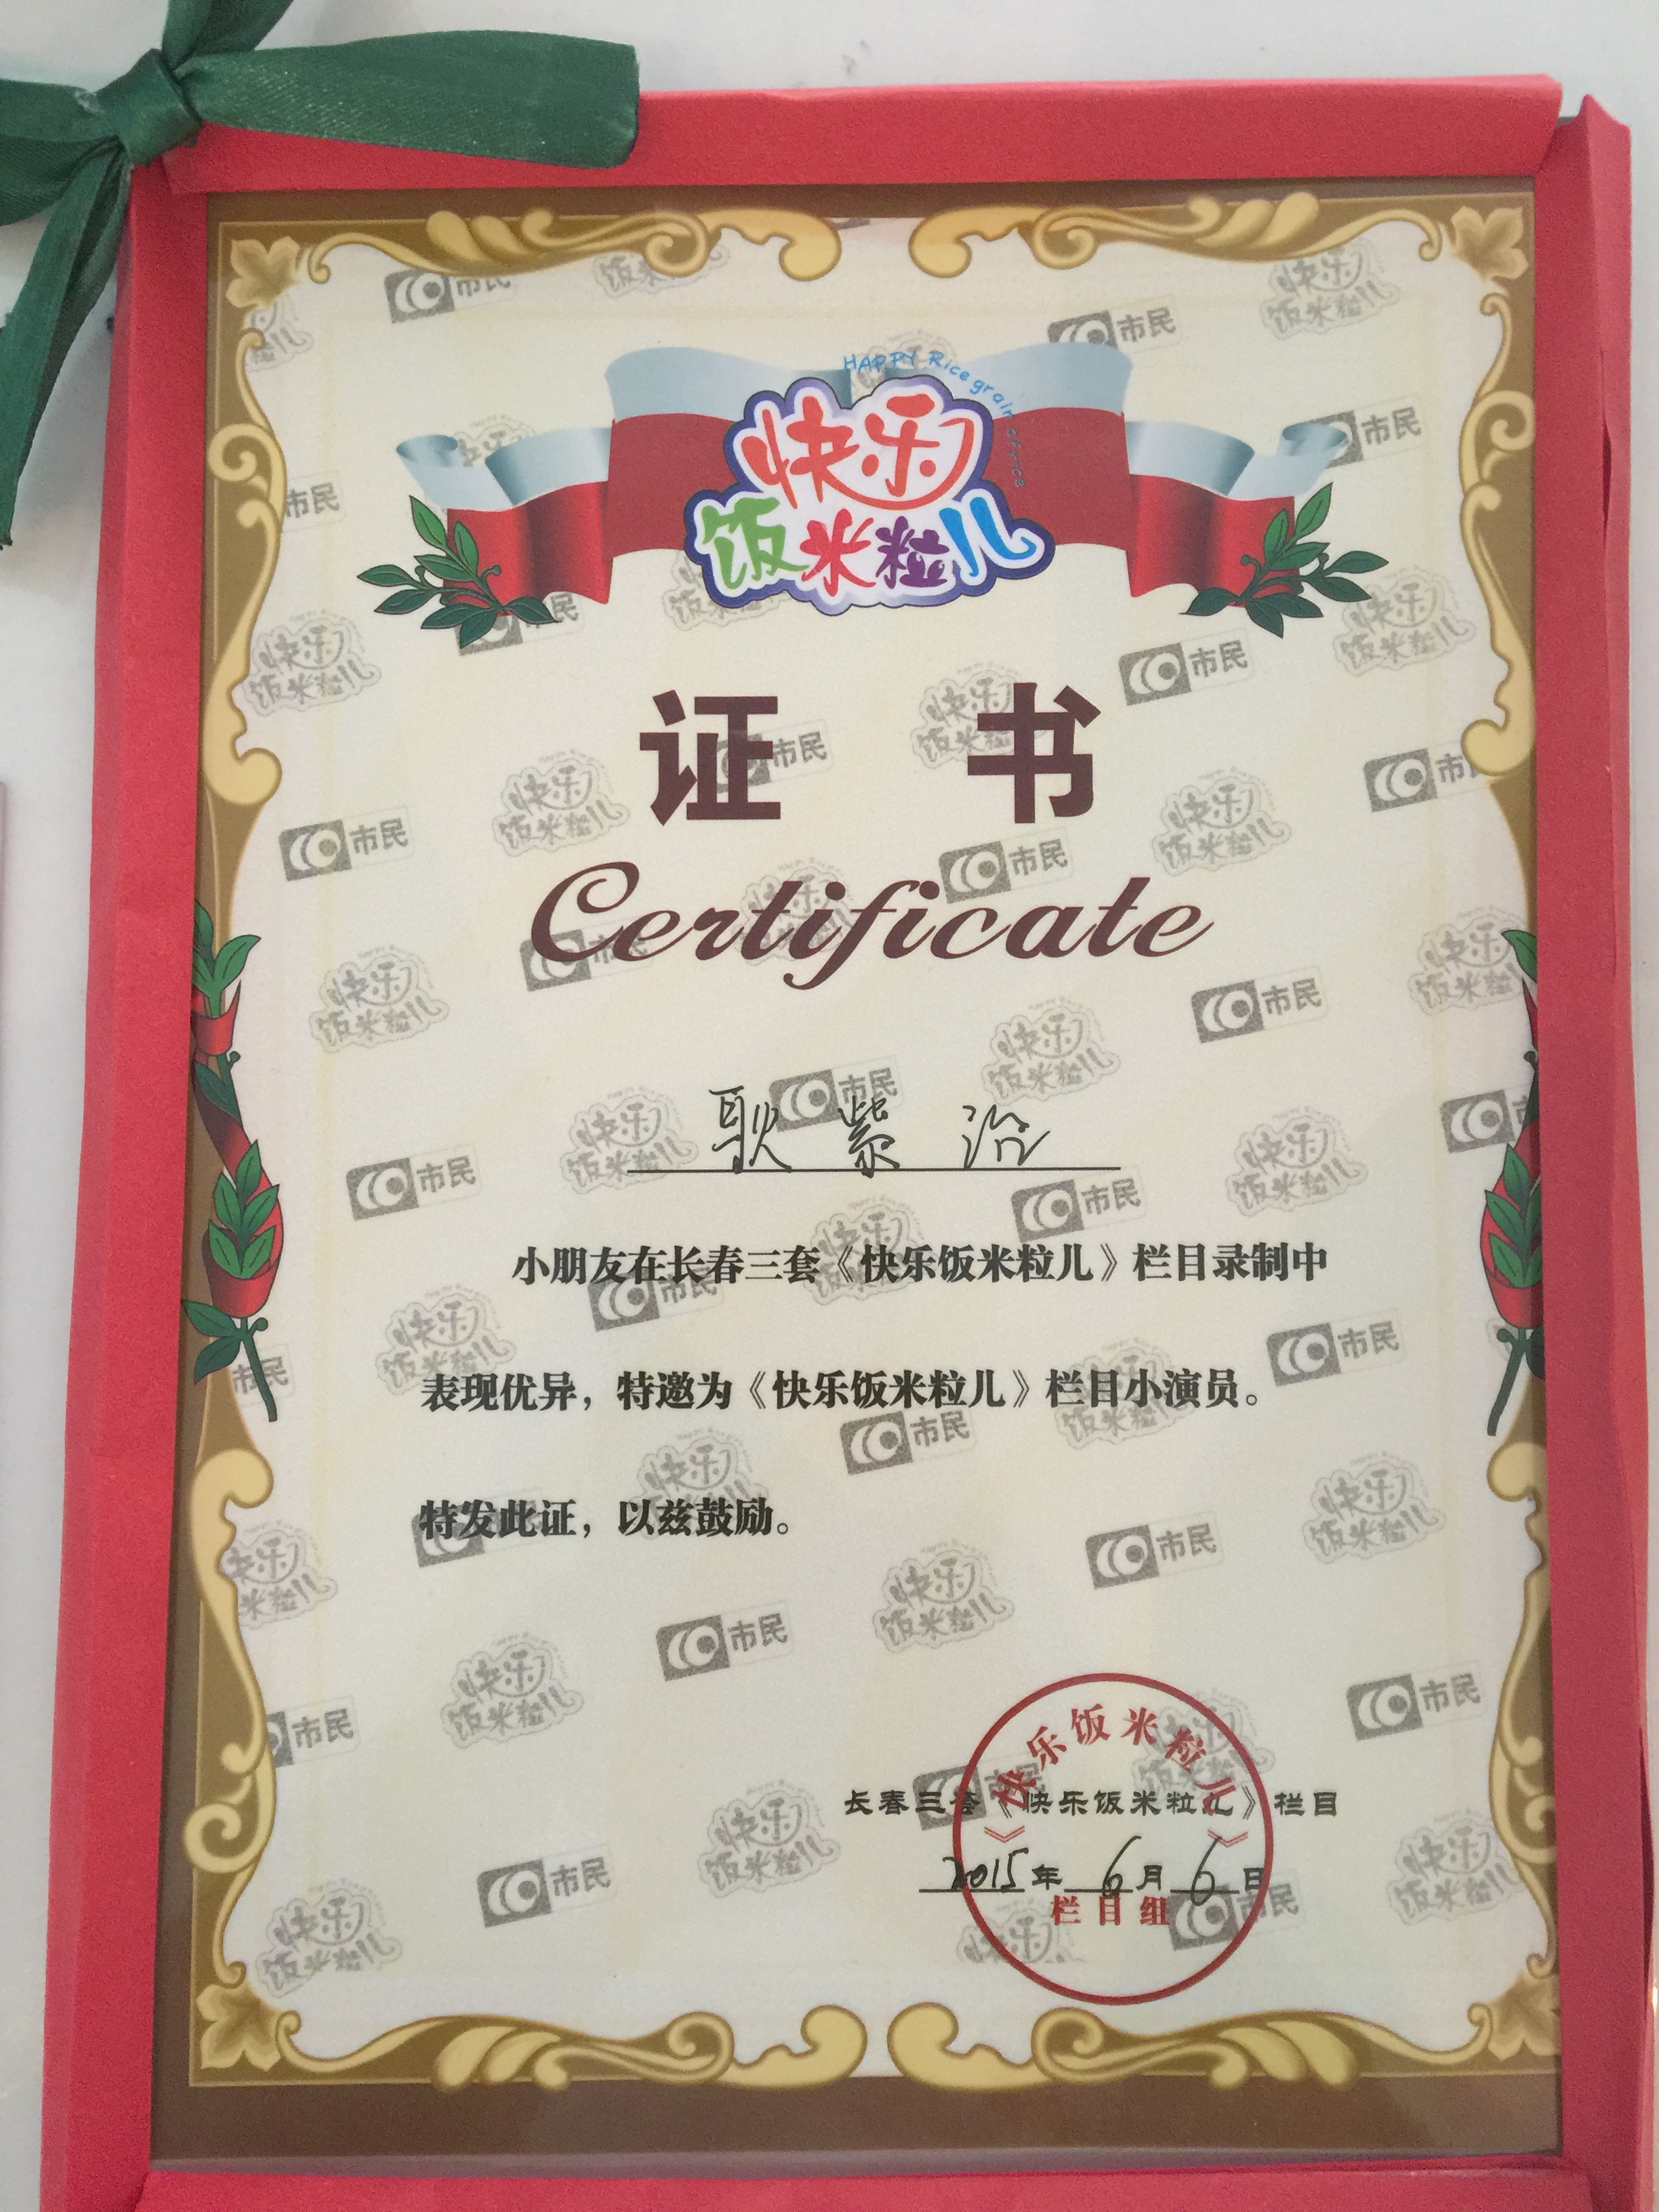 HAPPY Rice grain office
快乐
饭米粒儿
证 书
Certificate
耿 紫
小朋友在长春三套《快乐饭米粒儿》栏目录制中
表现优异，特邀为《快乐饭米粒儿》栏目小演员。
特发此证，以兹鼓励。
《快乐饭米粒儿》
长春三套《快乐饭米粒儿》栏目
2015年 6月 6日
栏目组
市民